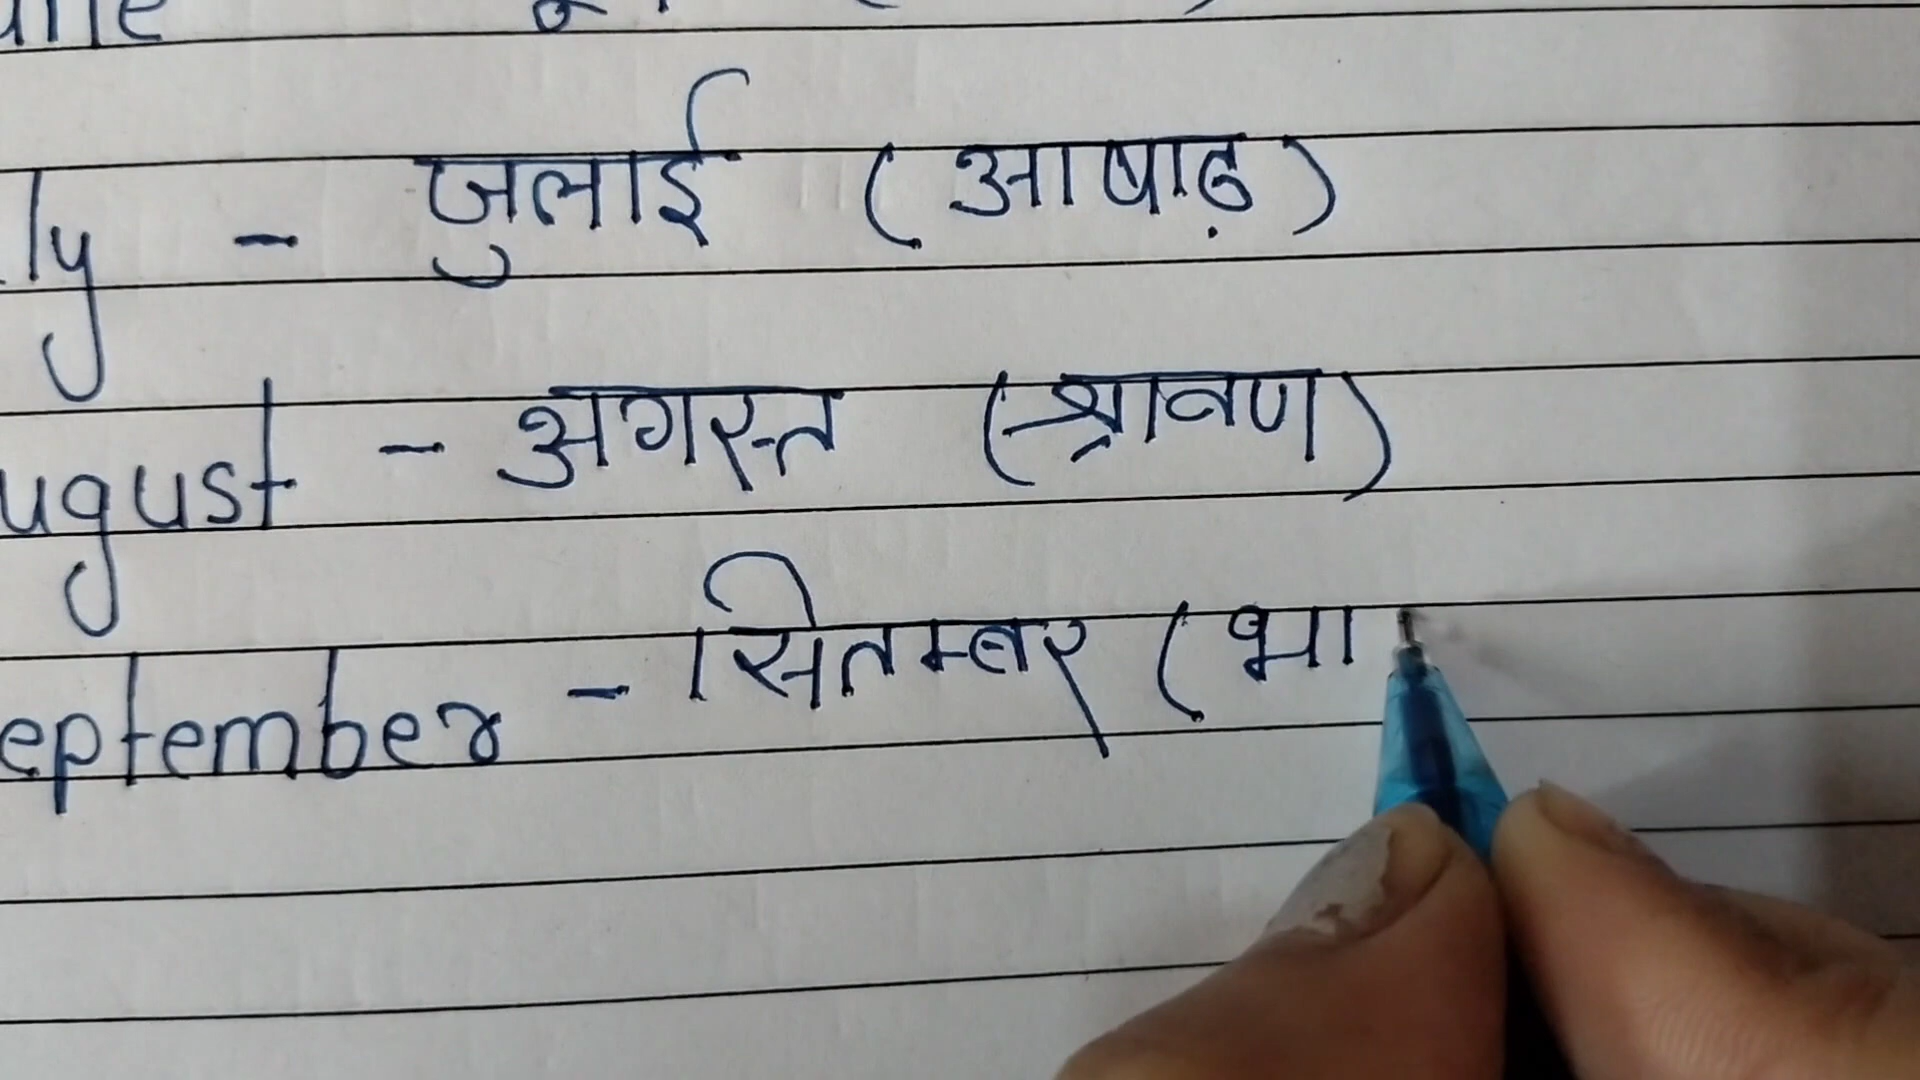 ly - जुलाई (आषाढ़)
ugust - अगस्त (श्रावण)
eptember - सितम्बर (भा